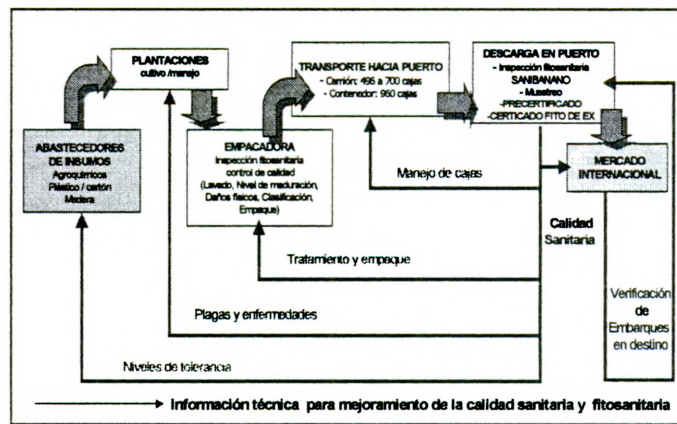 PLANTACIONES
cultivo /manejo
TRANSPORTE HACIA PUERTO
- Camión: 496 a 700 cajas
- Contenedor: 960 cajas
DESCARGA EN PUERTO
- Inspección fitosanitaria
SANIBANANO
- Muestreo
-PRECERTIFICADO
-CERTICADO FITO DE EX
ABASTECEDORES
DE INSUMOS
Agroquímicos
Plástico / cartón
Madera
EMPACADORA
Inspección fitosanitaria
control de calidad
(Lavado, Nivel de maduración,
Daños físicos, Clasificación,
Empaque)
MERCADO
INTERNACIONAL
Manejo de cajas
Calidad
Sanitaria
Tratamiento y empaque
Verificación
de
Embarques
en destino
Plagas y enfermedades
Niveles de tolerancia
Información técnica para mejoramiento de la calidad sanitaria y fitosanitaria